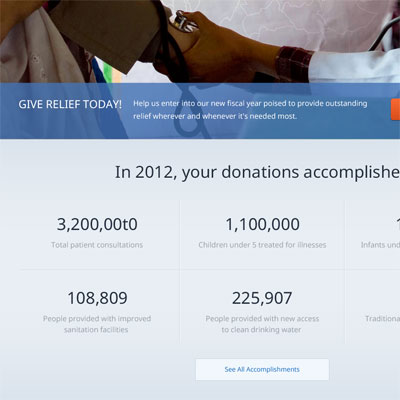 GIVE RELIEF TODAY!
Help us enter into our new fiscal year poised to provide outstanding
relief wherever and whenever it's needed most.
In 2012, your donations accomplishe
3,200,00t0
Total patient consultations
1,100,000
Children under 5 treated for illnesses
1
Infants und
108,809
People provided with improved
sanitation facilities
225,907
People provided with new access
to clean drinking water
Traditiona
See All Accomplishments